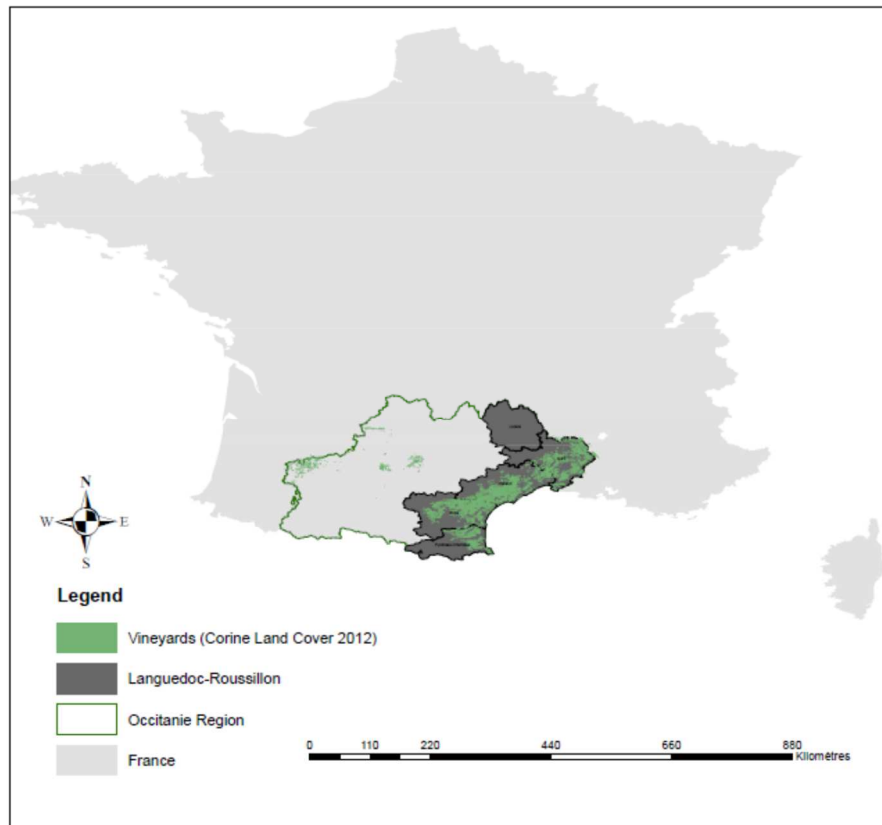 N
W E
S
Legend
Vineyards (Corine Land Cover 2012)
Languedoc-Roussillon
Occitanie Region
France
0 110 220 440 660 880
Kilomètres